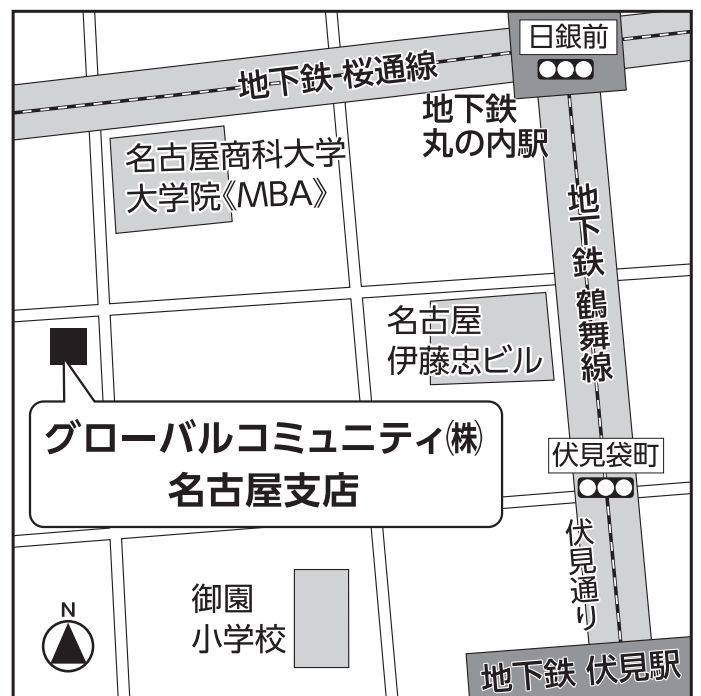 日銀前
地下鉄 桜通線
地下鉄
丸の内駅
名古屋商科大学
大学院《MBA》
地下鉄 鶴舞線
名古屋
伊藤忠ビル
グローバルコミュニティ㈱
名古屋支店
伏見袋町
伏見通り
御園
小学校
N
地下鉄 伏見駅